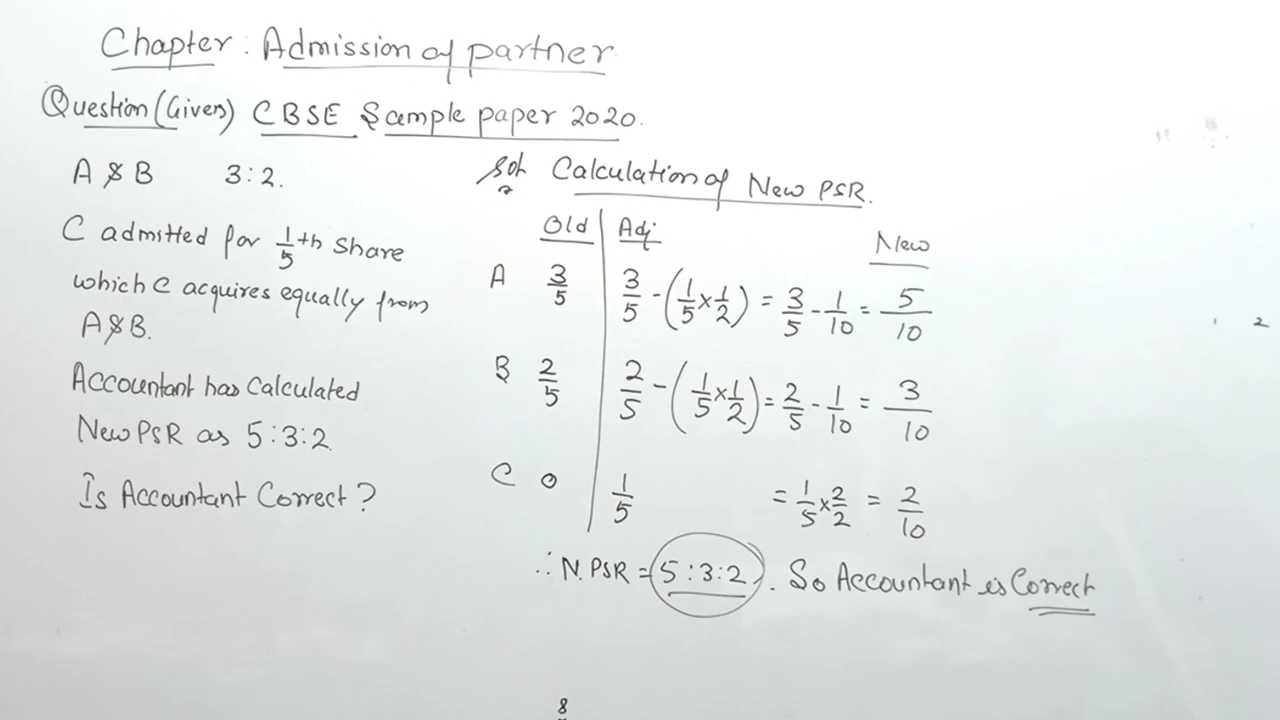 Chapter: Admission of partner
Question (Given) CBSE Sample paper 2020.
A & B 3:2.
C admitted for 1/5 th share
which C acquires equally from
A & B.
Accountant has Calculated
New PSR as 5:3:2
Is Accountant Correct?
Sol Calculation of New PSR.
Old Adj New
A 3/5 3/5 - (1/5 × 1/2) = 3/5 - 1/10 = 5/10
B 2/5 2/5 - (1/5 × 1/2) = 2/5 - 1/10 = 3/10
C 0 1/5 = 1/5 × 2/2 = 2/10
∴ N. PSR = 5:3:2. So Accountant is Correct
2
8